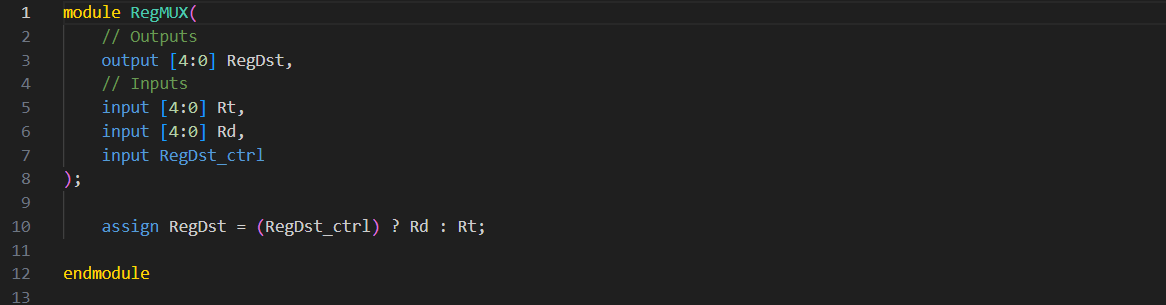 1 module RegMUX(
2 // Outputs
3 output [4:0] RegDst,
4 // Inputs
5 input [4:0] Rt,
6 input [4:0] Rd,
7 input RegDst_ctrl
8 );
9
10 assign RegDst = (RegDst_ctrl) ? Rd : Rt;
11
12 endmodule
13